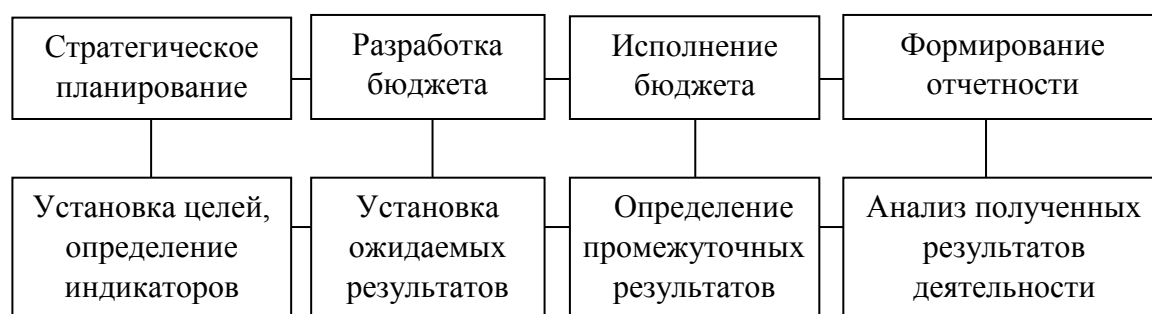 Стратегическое
планирование
Разработка
бюджета
Исполнение
бюджета
Формирование
отчетности
Установка целей,
определение
индикаторов
Установка
ожидаемых
результатов
Определение
промежуточных
результатов
Анализ полученных
результатов
деятельности